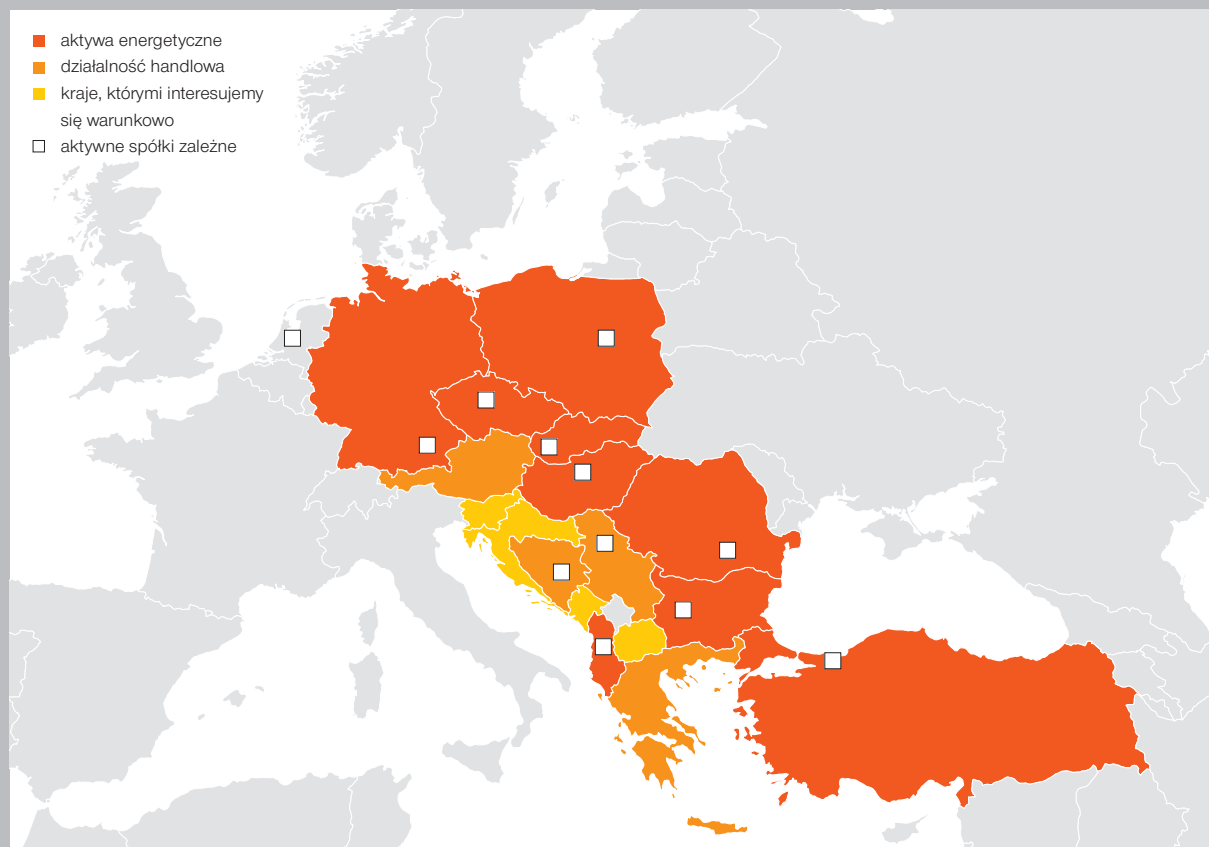 aktywa energetyczne
działalność handlowa
kraje, którymi interesujemy
się warunkowo
aktywne spółki zależne